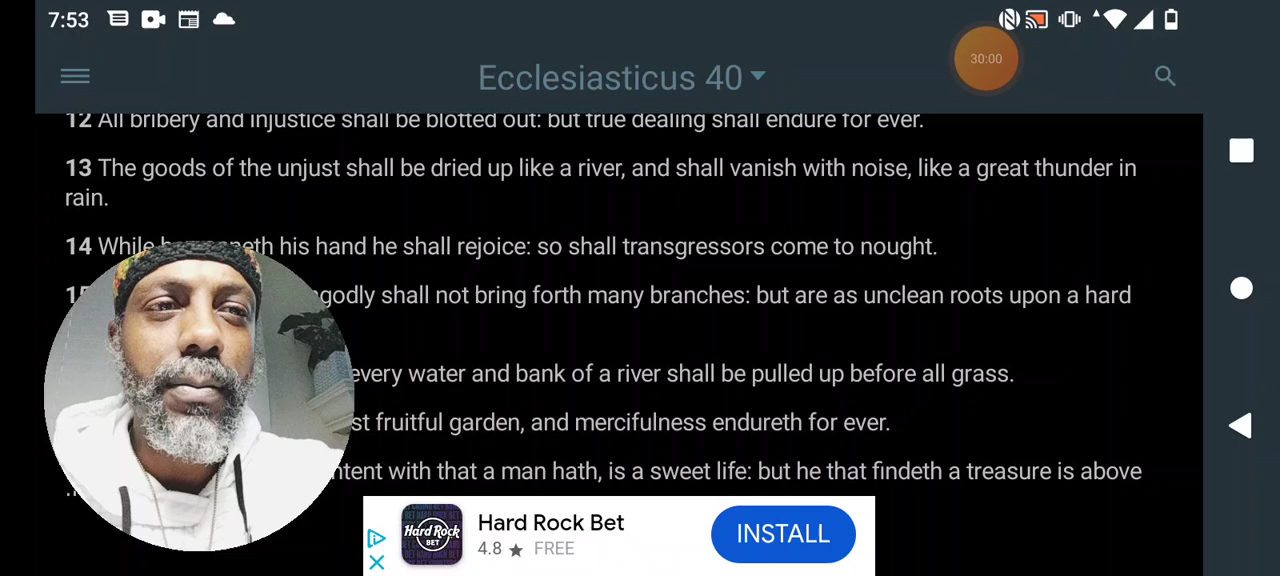 7:53
30:00
Ecclesiasticus 40
12 All bribery and injustice shall be blotted out: but true dealing shall endure for ever.
13 The goods of the unjust shall be dried up like a river, and shall vanish with noise, like a great thunder in
rain.
14 While his hand he shall rejoice: so shall transgressors come to nought.
shall not bring forth many branches: but are as unclean roots upon a hard
every water and bank of a river shall be pulled up before all grass.
fruitful garden, and mercifulness endureth for ever.
with that a man hath, is a sweet life: but he that findeth a treasure is above
Hard Rock
BET
Hard Rock Bet
4.8 ★ FREE
INSTALL